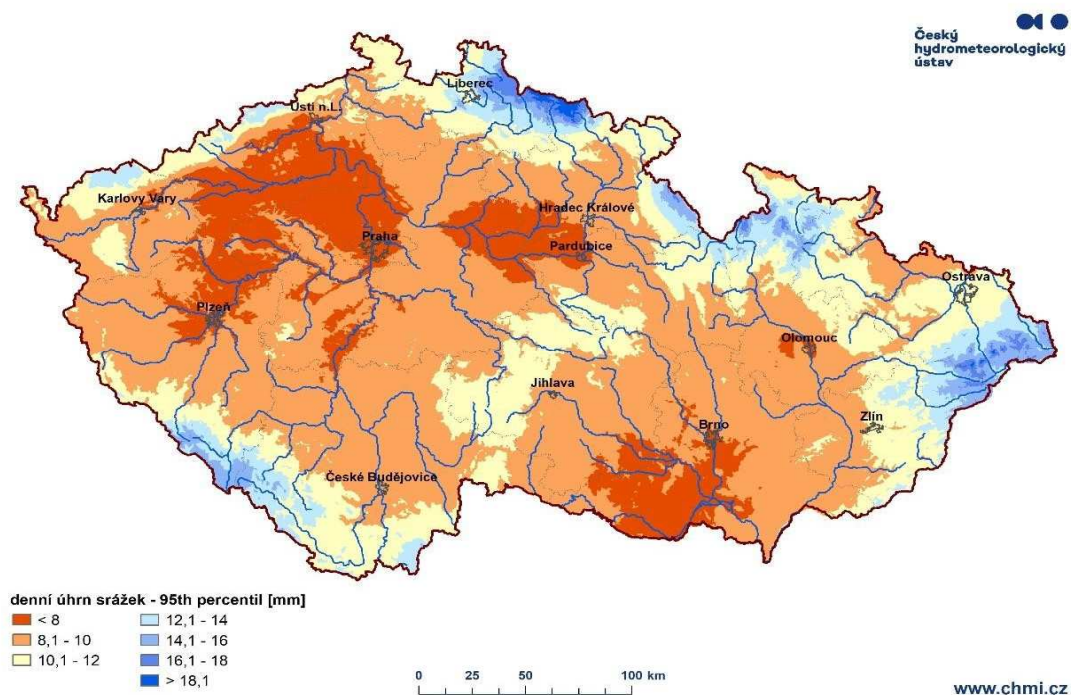 Český
hydrometeorologický
ústav
Liberec
Ústí n.L.
Karlovy Vary
Hradec Králové
Praha
Pardubice
Ostrava
Plzeň
Olomouc
Jihlava
Zlín
Brno
České Budějovice
denní úhrn srážek - 95th percentil [mm]
< 8
8,1 - 10
10,1 - 12
12,1 - 14
14,1 - 16
16,1 - 18
> 18,1
0 25 50 100 km
www.chmi.cz